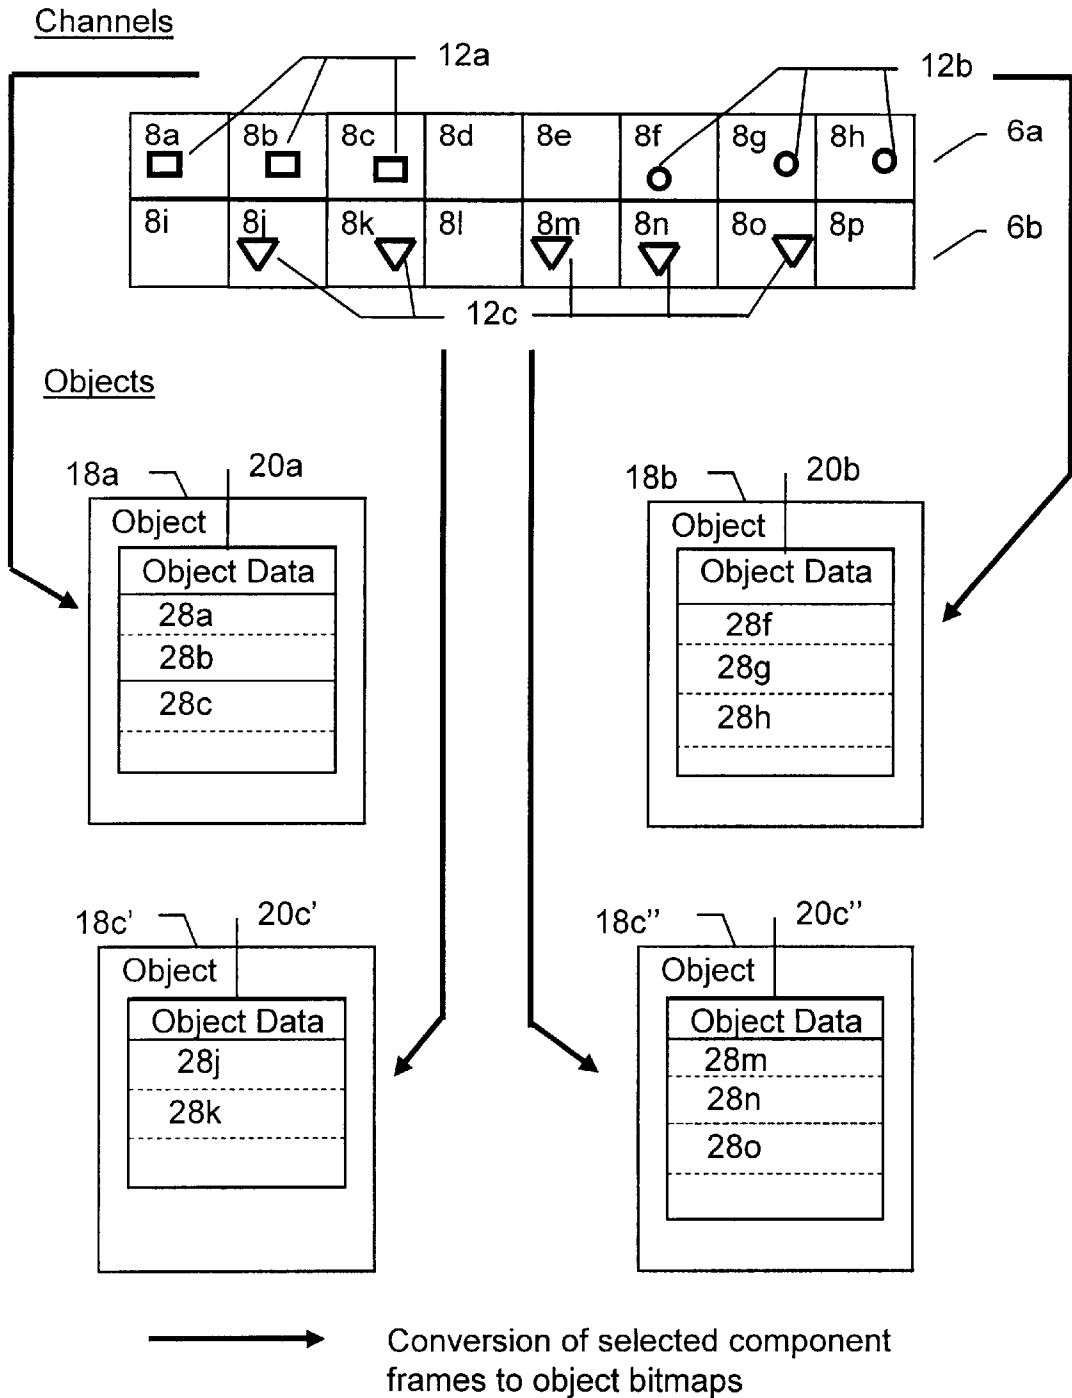 Channels
12a 12b
8a 8b 8c 8d 8e 8f 8g 8h 6a
8i 8j 8k 8l 8m 8n 8o 8p 6b
12c
Objects
18a 20a 18b 20b
Object Object
Object Data Object Data
28a 28f
28b 28g
28c 28h
18c' 20c' 18c" 20c"
Object Object
Object Data Object Data
28j 28m
28k 28n
28o
Conversion of selected component
frames to object bitmaps